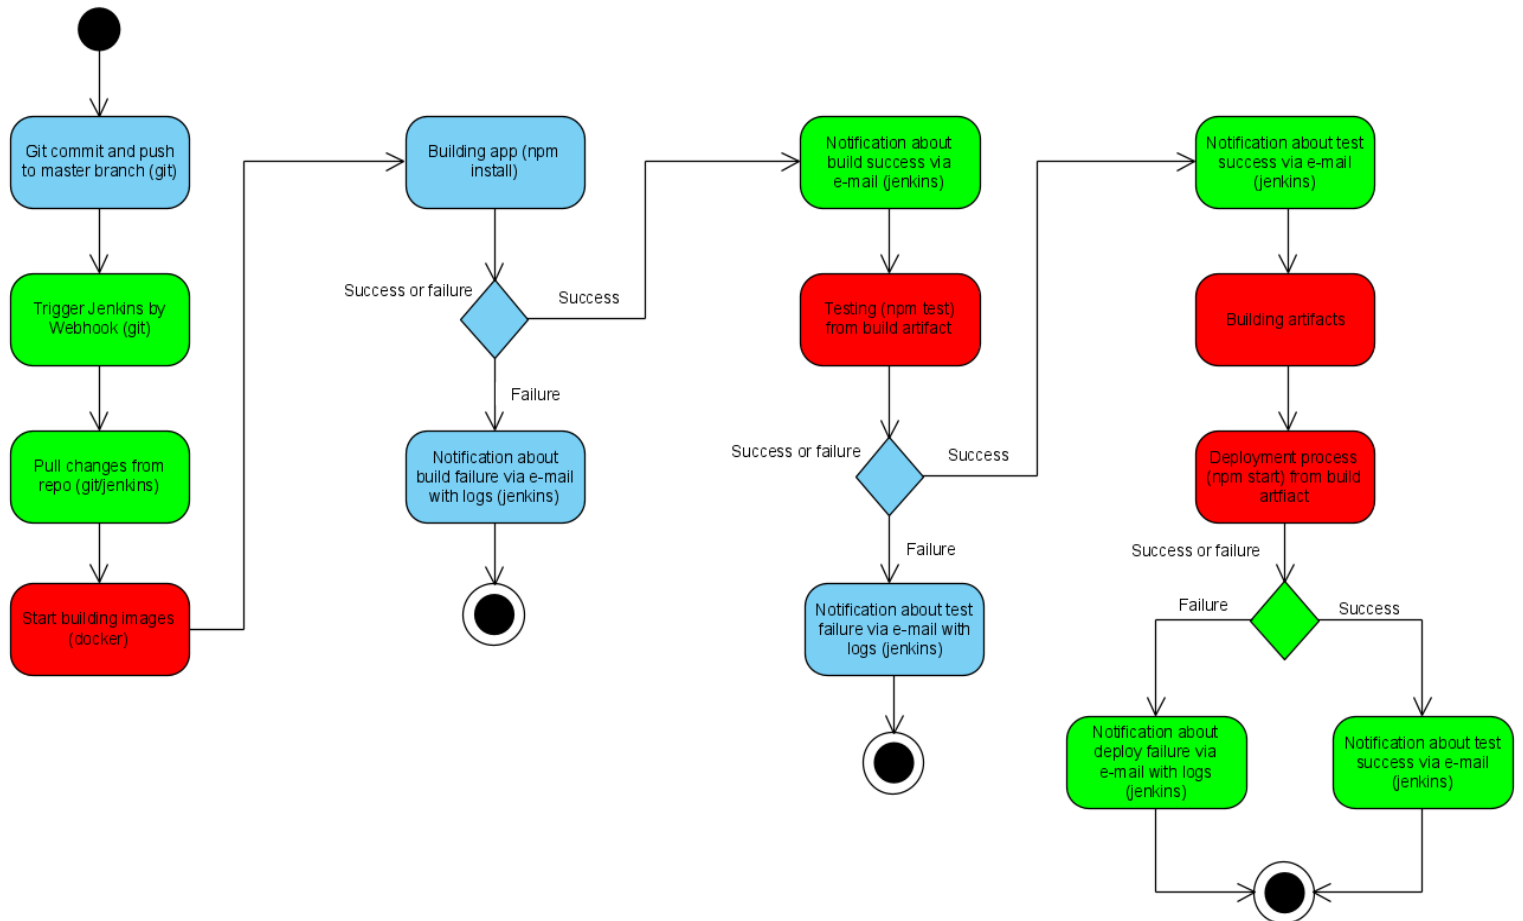 Git commit and push
to master branch (git)
Trigger Jenkins by
Webhook (git)
Pull changes from
repo (git/jenkins)
Start building images
(docker)
Building app (npm
install)
Success or failure
Success
Failure
Notification about
build failure via e-mail
with logs (jenkins)
Notification about
build success via
e-mail (jenkins)
Testing (npm test)
from build artifact
Success or failure
Success
Failure
Notification about test
failure via e-mail with
logs (jenkins)
Notification about test
success via e-mail
(jenkins)
Building artifacts
Deployment process
(npm start) from build
artfiact
Success or failure
Failure
Success
Notification about
deploy failure via
e-mail with logs
(jenkins)
Notification about test
success via e-mail
(jenkins)